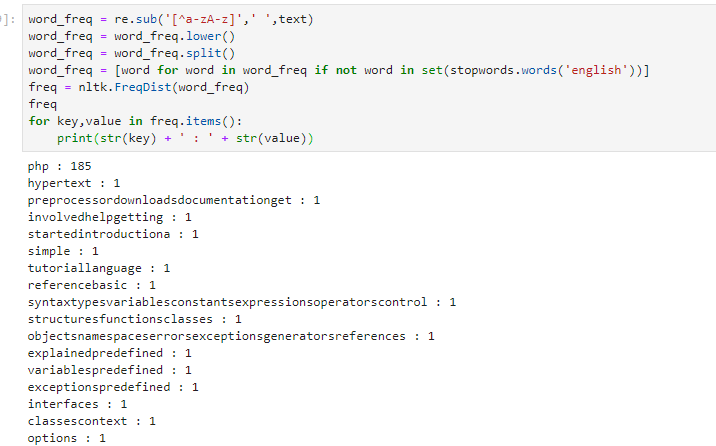 ]:
word_freq = re.sub('[^a-zA-z]',' ',text)
word_freq = word_freq.lower()
word_freq = word_freq.split()
word_freq = [word for word in word_freq if not word in set(stopwords.words('english'))]
freq = nltk.FreqDist(word_freq)
freq
for key,value in freq.items():
    print(str(key) + ' : ' + str(value))
php : 185
hypertext : 1
preprocessordownloadsdocumentationget : 1
involvedhelpgetting : 1
startedintroductiona : 1
simple : 1
tutoriallanguage : 1
referencebasic : 1
syntaxtypesvariablesconstantsexpressionsoperatorscontrol : 1
structuresfunctionsclasses : 1
objectsnamespaceserrorsexceptionsgeneratorsreferences : 1
explainedpredefined : 1
variablespredefined : 1
exceptionspredefined : 1
interfaces : 1
classescontext : 1
options : 1